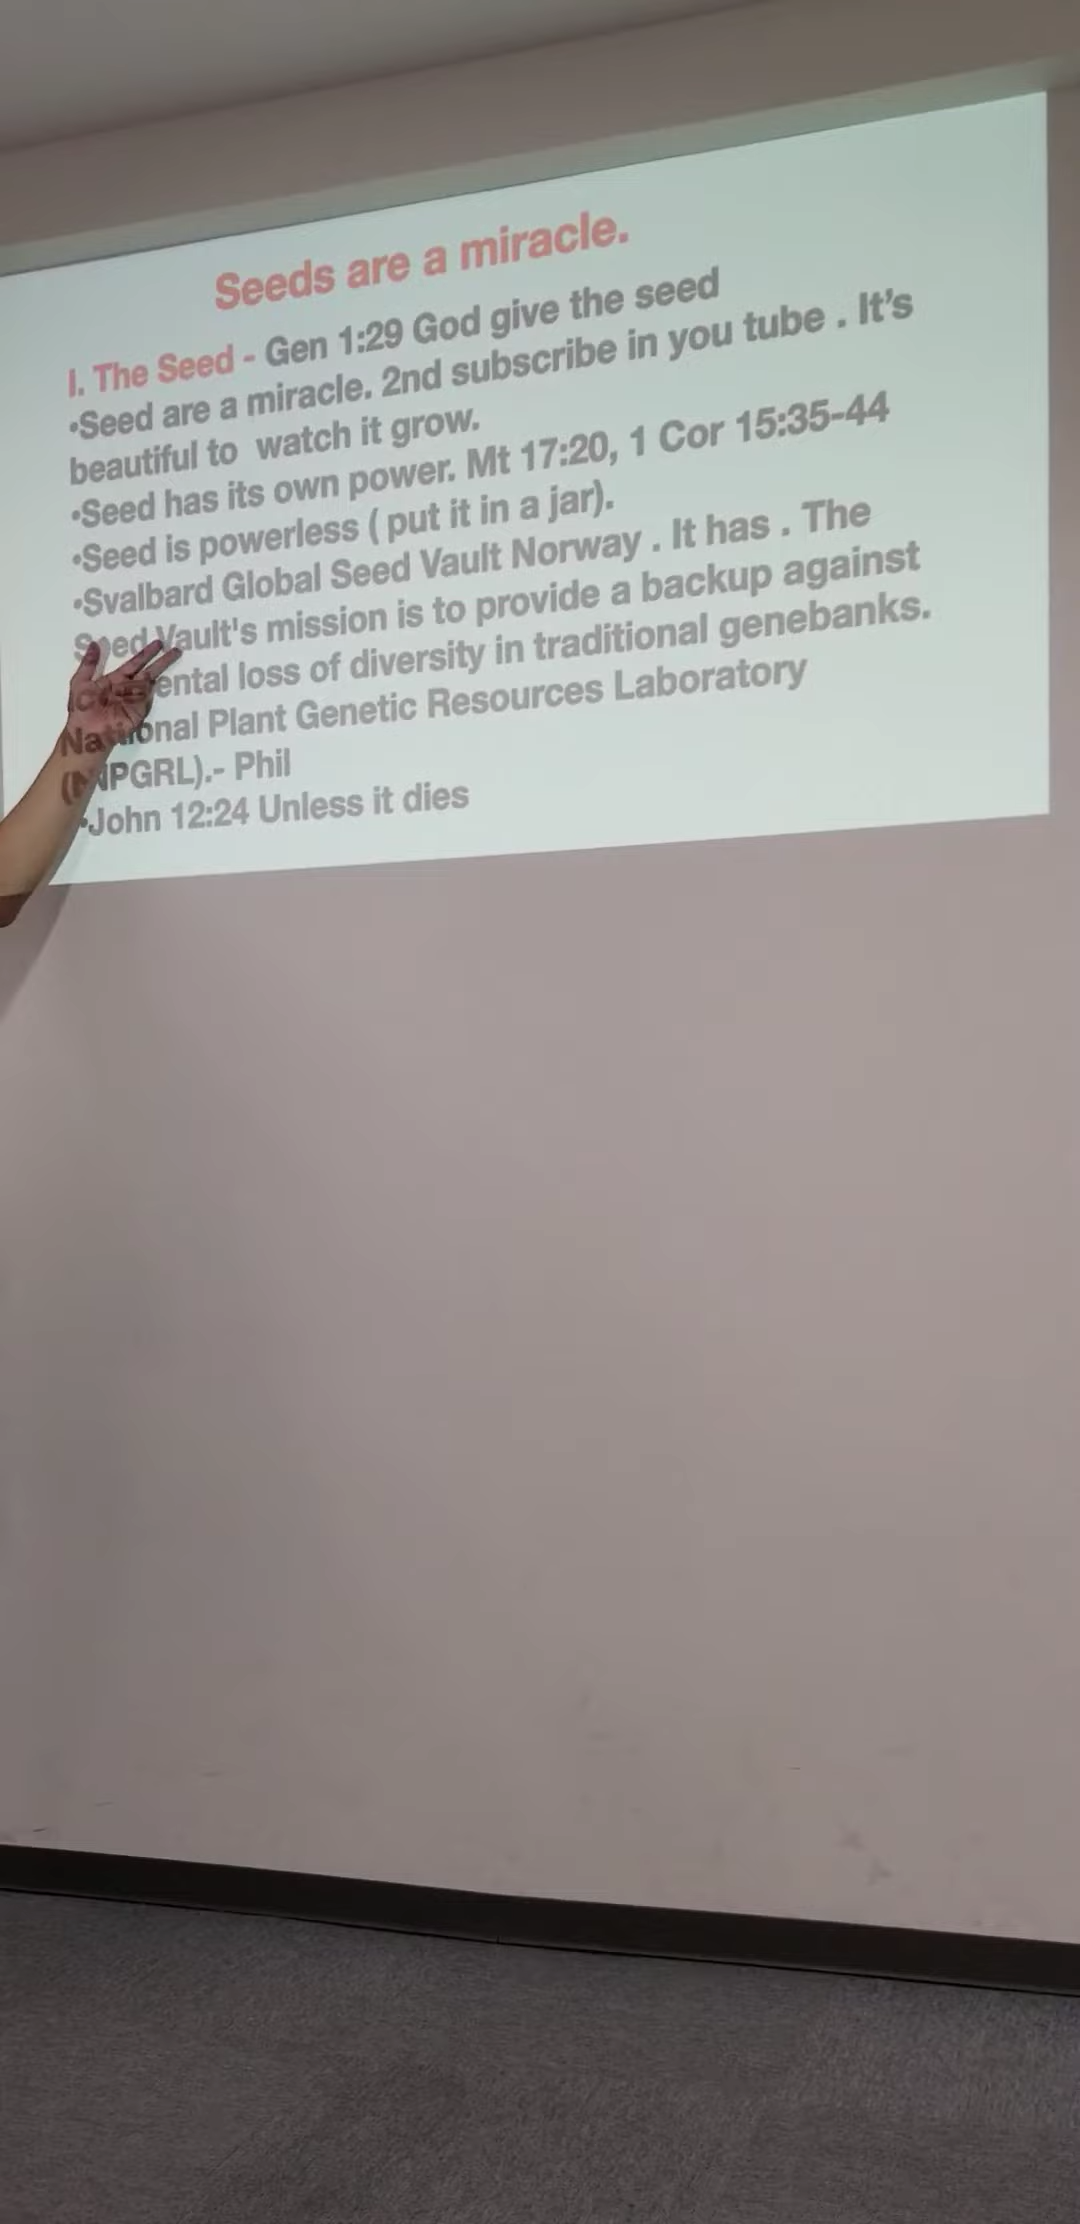 Seeds are a miracle.
I. The Seed - Gen 1:29 God give the seed
•Seed are a miracle. 2nd subscribe in you tube . It's
beautiful to watch it grow.
•Seed has its own power. Mt 17:20, 1 Cor 15:35-44
•Seed is powerless ( put it in a jar).
•Svalbard Global Seed Vault Norway . It has . The
Seed Vault's mission is to provide a backup against
loss of diversity in traditional genebanks.
National Plant Genetic Resources Laboratory
(NPGRL).- Phil
•John 12:24 Unless it dies